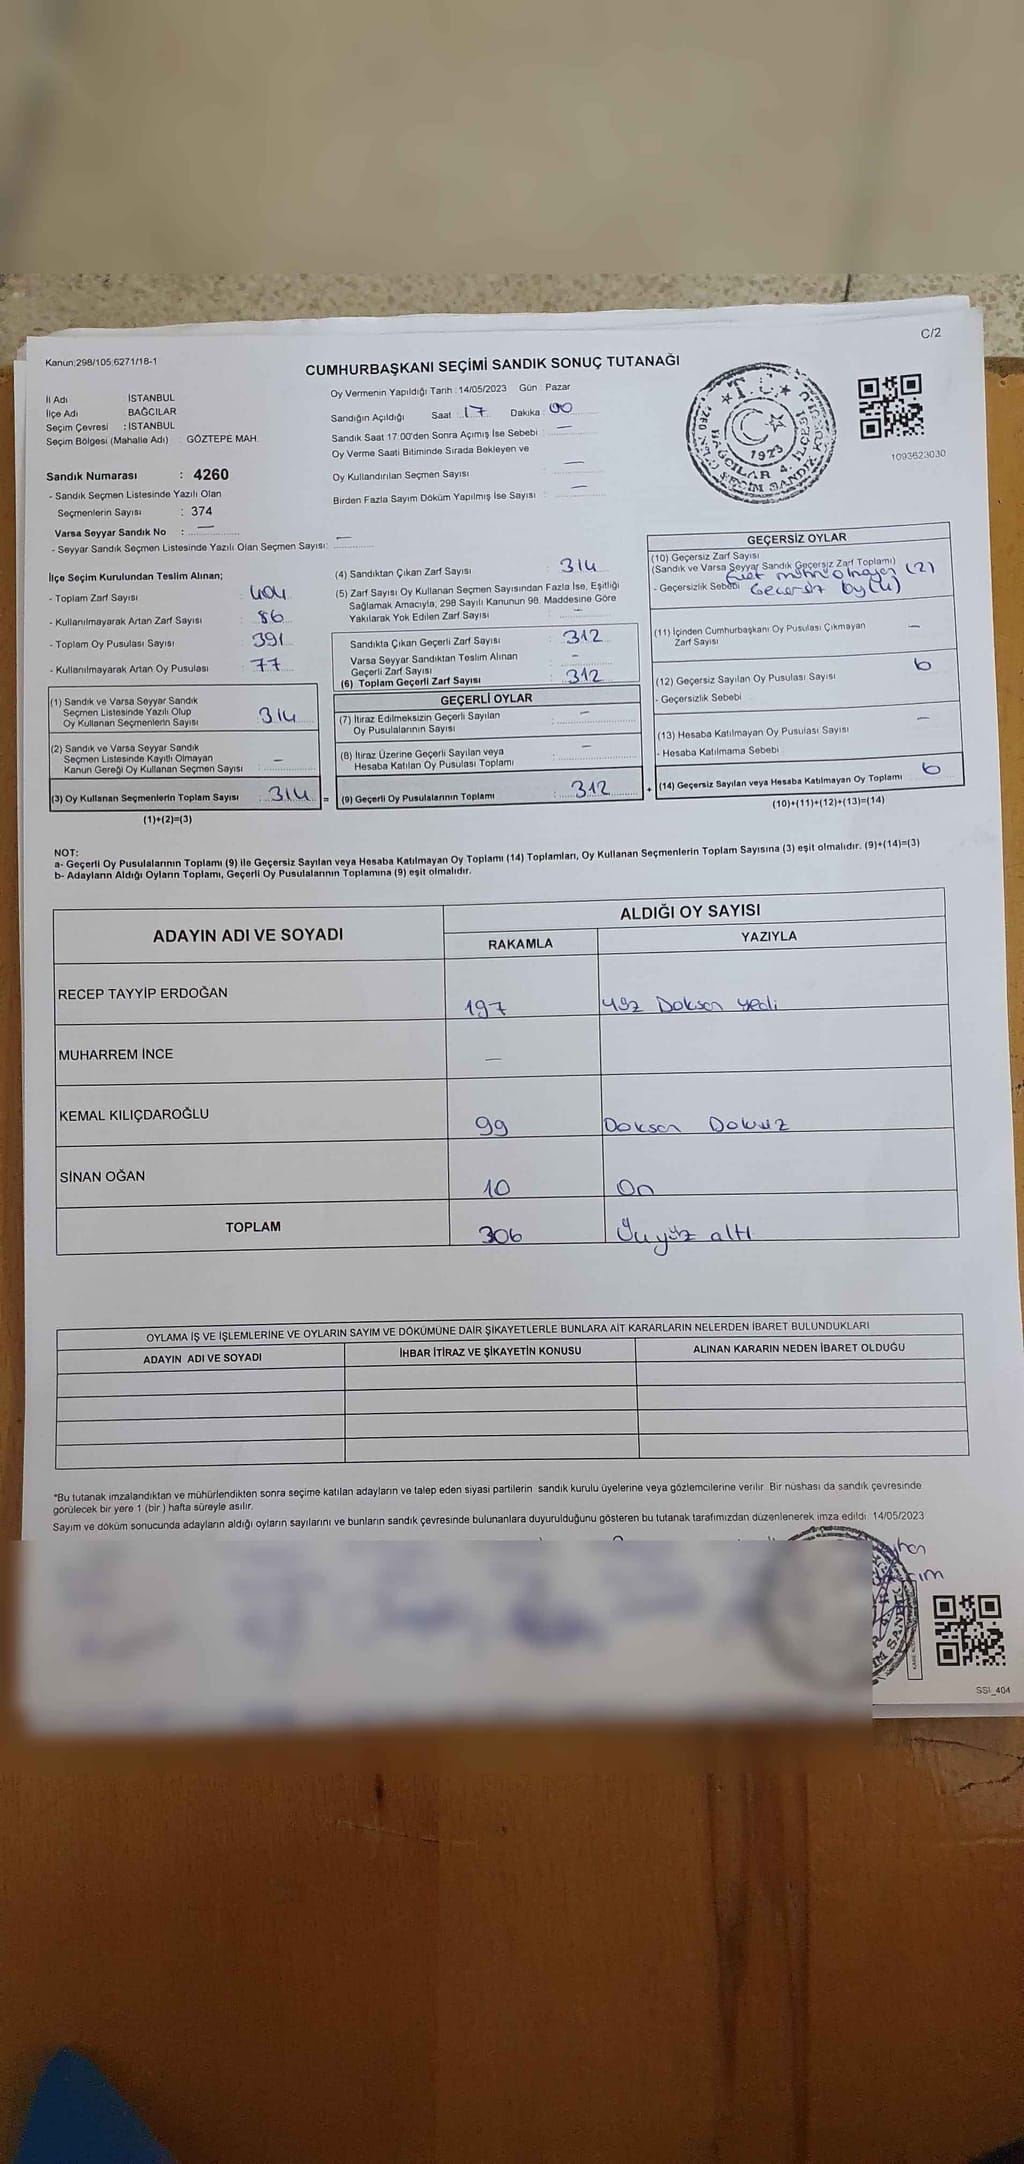 C/2
Kanun:298/105;6271/18-1
CUMHURBAŞKANI SEÇİMİ SANDIK SONUÇ TUTANAĞI
İl Adı İSTANBUL
İlçe Adı BAĞCILAR
Seçim Çevresi : İSTANBUL
Seçim Bölgesi (Mahalle Adı) : GÖZTEPE MAH.
Oy Vermenin Yapıldığı Tarih : 14/05/2023 Gün : Pazar
Sandığın Açıldığı Saat : 17 Dakika : 00
Sandık Saat 17:00'den Sonra Açımış İse Sebebi : —
Oy Verme Saati Bitiminde Sırada Bekleyen ve
Oy Kullandırılan Seçmen Sayısı : —
Birden Fazla Sayım Döküm Yapılmış İse Sayısı : —
T.C.
1923
BAĞCILAR 4. İLÇE
1093623030
Sandık Numarası : 4260
- Sandık Seçmen Listesinde Yazılı Olan
Seçmenlerin Sayısı : 374
Varsa Seyyar Sandık No : —
- Seyyar Sandık Seçmen Listesinde Yazılı Olan Seçmen Sayısı: —
İlçe Seçim Kurulundan Teslim Alınan;
- Toplam Zarf Sayısı : 404
- Kullanılmayarak Artan Zarf Sayısı : 86
- Toplam Oy Pusulası Sayısı : 391
- Kullanılmayarak Artan Oy Pusulası : 77
(1) Sandık ve Varsa Seyyar Sandık
Seçmen Listesinde Yazılı Olup
Oy Kullanan Seçmenlerin Sayısı : 314
(2) Sandık ve Varsa Seyyar Sandık
Seçmen Listesinde Kayıtlı Olmayan
Kanun Gereği Oy Kullanan Seçmen Sayısı : —
(3) Oy Kullanan Seçmenlerin Toplam Sayısı : 314 =
(1)+(2)=(3)
(4) Sandıktan Çıkan Zarf Sayısı : 314
(5) Zarf Sayısı Oy Kullanan Seçmen Sayısından Fazla İse, Eşitliği
Sağlamak Amacıyla, 298 Sayılı Kanunun 98. Maddesine Göre
Yakılarak Yok Edilen Zarf Sayısı : —
Sandıkta Çıkan Geçerli Zarf Sayısı : 312
Varsa Seyyar Sandıktan Teslim Alınan
Geçerli Zarf Sayısı : —
(6) Toplam Geçerli Zarf Sayısı : 312
GEÇERLİ OYLAR
(7) İtiraz Edilmeksizin Geçerli Sayılan
Oy Pusulalarının Sayısı : —
(8) İtiraz Üzerine Geçerli Sayılan veya
Hesaba Katılan Oy Pusulası Toplamı : —
(9) Geçerli Oy Pusulalarının Toplamı : 312 +
GEÇERSİZ OYLAR
(10) Geçersiz Zarf Sayısı
(Sandık ve Varsa Seyyar Sandık Geçersiz Zarf Toplamı)
- Geçersizlik Sebebi mührü olmayan (2)
Gecersiz oy (4)
(11) İçinden Cumhurbaşkanı Oy Pusulası Çıkmayan
Zarf Sayısı —
(12) Geçersiz Sayılan Oy Pusulası Sayısı 6
- Geçersizlik Sebebi
(13) Hesaba Katılmayan Oy Pusulası Sayısı —
- Hesaba Katılmama Sebebi
(14) Geçersiz Sayılan veya Hesaba Katılmayan Oy Toplamı 6
(10)+(11)+(12)+(13)=(14)
NOT:
a- Geçerli Oy Pusulalarının Toplamı (9) ile Geçersiz Sayılan veya Hesaba Katılmayan Oy Toplamı (14) Toplamları, Oy Kullanan Seçmenlerin Toplam Sayısına (3) eşit olmalıdır. (9)+(14)=(3)
b- Adayların Aldığı Oyların Toplamı, Geçerli Oy Pusulalarının Toplamına (9) eşit olmalıdır.
ADAYIN ADI VE SOYADI ALDIĞI OY SAYISI
RAKAMLA YAZIYLA
RECEP TAYYİP ERDOĞAN 197 Yüz Doksan yedi
MUHARREM İNCE —
KEMAL KILIÇDAROĞLU 99 Doksan Dokuz
SİNAN OĞAN 10 On
TOPLAM 306 Üçyüz altı
OYLAMA İŞ VE İŞLEMLERİNE VE OYLARIN SAYIM VE DÖKÜMÜNE DAİR ŞİKAYETLERLE BUNLARA AİT KARARLARIN NELERDEN İBARET BULUNDUKLARI
ADAYIN ADI VE SOYADI İHBAR İTİRAZ VE ŞİKAYETİN KONUSU ALINAN KARARIN NEDEN İBARET OLDUĞU
*Bu tutanak imzalandıktan ve mühürlendikten sonra seçime katılan adayların ve talep eden siyasi partilerin sandık kurulu üyelerine veya gözlemcilerine verilir. Bir nüshası da sandık çevresinde
görülecek bir yere 1 (bir) hafta süreyle asılır.
Sayım ve döküm sonucunda adayların aldığı oyların sayılarını ve bunların sandık çevresinde bulunanlara duyurulduğunu gösteren bu tutanak tarafımızdan düzenlenerek imza edildi. 14/05/2023
SSI_404